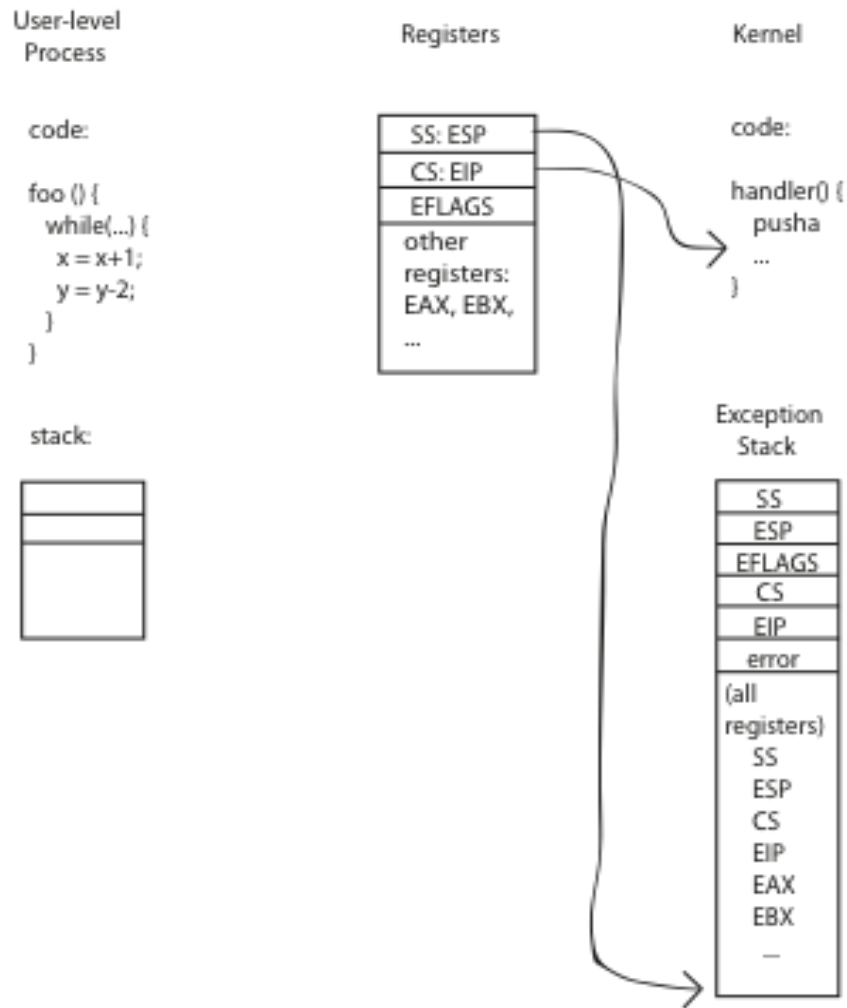 User-level
Process
code:
foo () {
while(...) {
x = x+1;
y = y-2;
}
}
stack:
Registers
SS: ESP
CS: EIP
EFLAGS
other
registers:
EAX, EBX,
...
Kernel
code:
handler() {
pusha
...
}
Exception
Stack
SS
ESP
EFLAGS
CS
EIP
error
(all
registers)
SS
ESP
CS
EIP
EAX
EBX
...